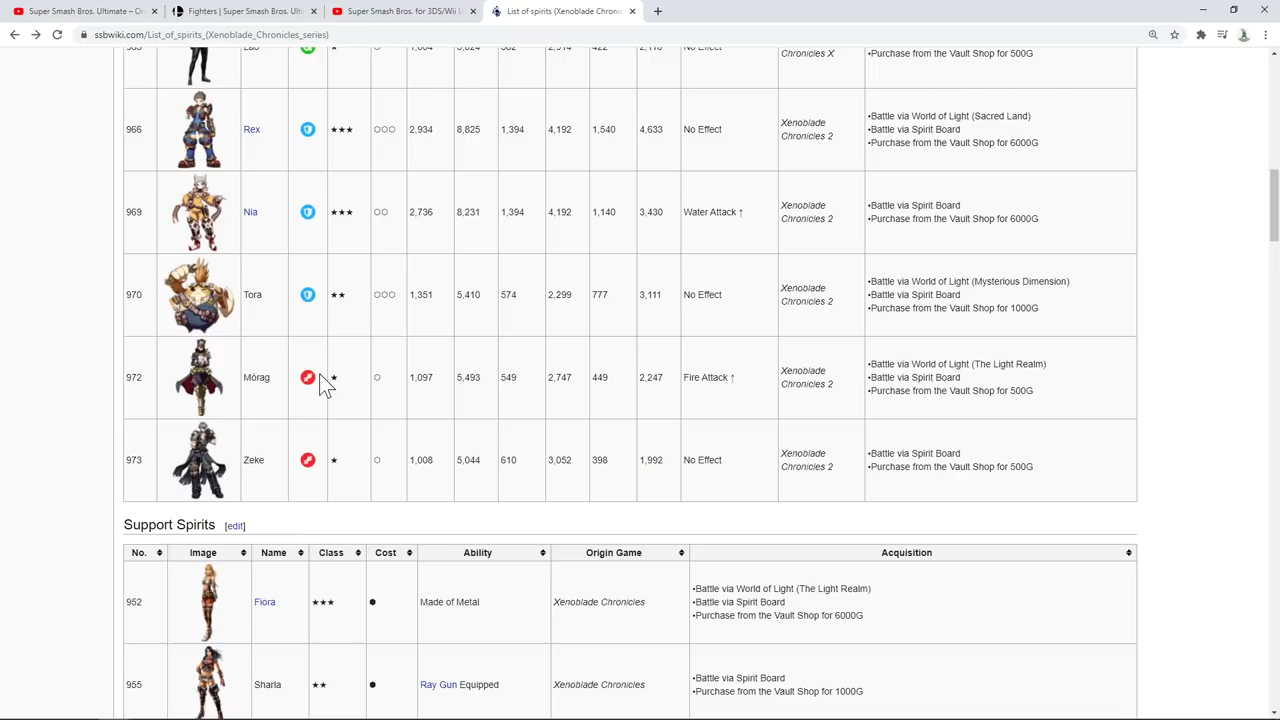 Super Smash Bros. Ultimate – O
Fighters | Super Smash Bros. Ulti
Super Smash Bros. for 3DS/Wii U
List of spirits (Xenoblade Chronic
ssbwiki.com/List_of_spirits_(Xenoblade_Chronicles_series)
Chronicles X
•Purchase from the Vault Shop for 500G
966 Rex ★★★ ⬡⬡⬡ 2,934 8,825 1,394 4,192 1,540 4,633 No Effect
Xenoblade
Chronicles 2
•Battle via World of Light (Sacred Land)
•Battle via Spirit Board
•Purchase from the Vault Shop for 6000G
969 Nia ★★★ ⬡⬡ 2,736 8,231 1,394 4,192 1,140 3,430 Water Attack ↑
Xenoblade
Chronicles 2
•Battle via Spirit Board
•Purchase from the Vault Shop for 6000G
970 Tora ★★ ⬡⬡⬡ 1,351 5,410 574 2,299 777 3,111 No Effect
Xenoblade
Chronicles 2
•Battle via World of Light (Mysterious Dimension)
•Battle via Spirit Board
•Purchase from the Vault Shop for 1000G
972 Mòrag ★ ⬡ 1,097 5,493 549 2,747 449 2,247 Fire Attack ↑
Xenoblade
Chronicles 2
•Battle via World of Light (The Light Realm)
•Battle via Spirit Board
•Purchase from the Vault Shop for 500G
973 Zeke ★ ⬡ 1,008 5,044 610 3,052 398 1,992 No Effect
Xenoblade
Chronicles 2
•Battle via Spirit Board
•Purchase from the Vault Shop for 500G
Support Spirits [edit]
No. Image Name Class Cost Ability Origin Game Acquisition
952 Fiora ★★★ ⬢ Made of Metal Xenoblade Chronicles
•Battle via World of Light (The Light Realm)
•Battle via Spirit Board
•Purchase from the Vault Shop for 6000G
955 Sharla ★★ ⬢ Ray Gun Equipped Xenoblade Chronicles
•Battle via Spirit Board
•Purchase from the Vault Shop for 1000G